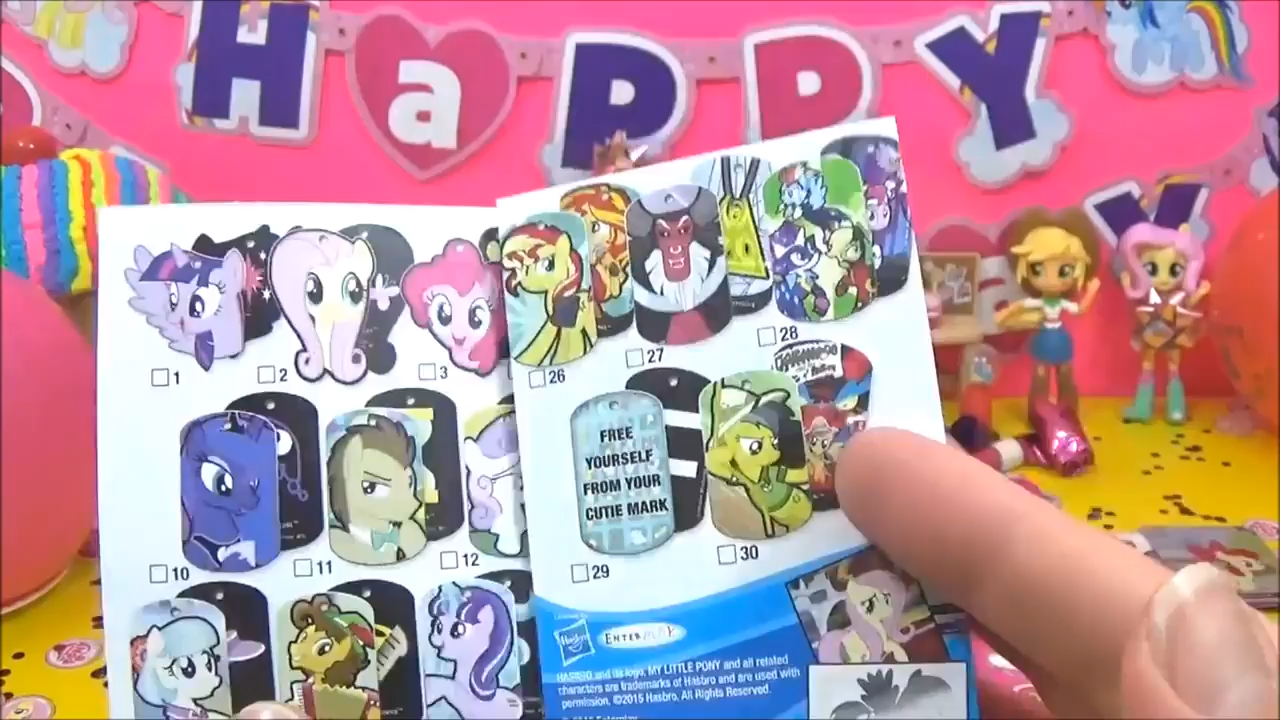 HaPPY
Y
1
2
3
26
27
28
FREE
YOURSELF
FROM YOUR
CUTIE MARK
10
11
12
29
30
Hasbro
ENTERPLAY
HASBRO and its logo, MY LITTLE PONY and all related
characters are trademarks of Hasbro and are used with
permission. ©2015 Hasbro. All Rights Reserved.